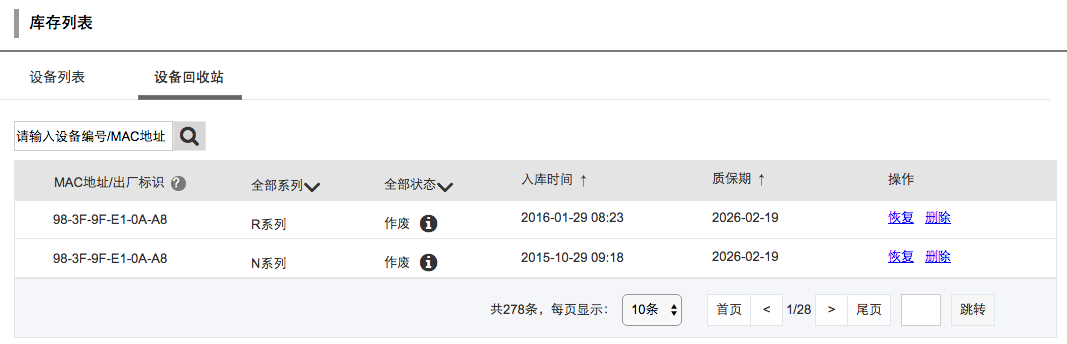 库存列表
设备列表 设备回收站
请输入设备编号/MAC地址
MAC地址/出厂标识 ? 全部系列 全部状态 入库时间 ↑ 质保期 ↑ 操作
98-3F-9F-E1-0A-A8 R系列 作废 i 2016-01-29 08:23 2026-02-19 恢复 删除
98-3F-9F-E1-0A-A8 N系列 作废 i 2015-10-29 09:18 2026-02-19 恢复 删除
共278条，每页显示： 10条 首页 < 1/28 > 尾页 跳转